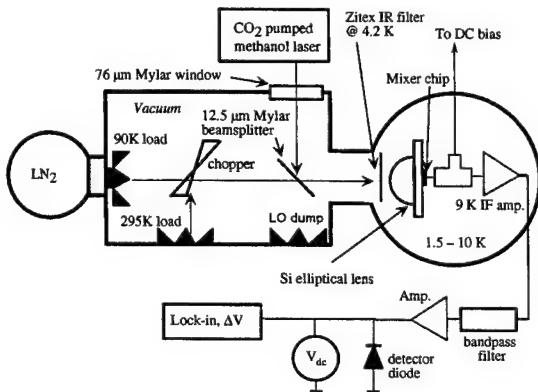 CO2 pumped
methanol laser
Zitex IR filter
@ 4.2 K
To DC bias
Mixer chip
76 µm Mylar window
Vacuum
12.5 µm Mylar
beamsplitter
90K load
chopper
LN2
295K load
LO dump
9 K IF amp.
1.5 – 10 K
Si elliptical lens
Amp.
Lock-in, ΔV
Vdc
detector
diode
bandpass
filter